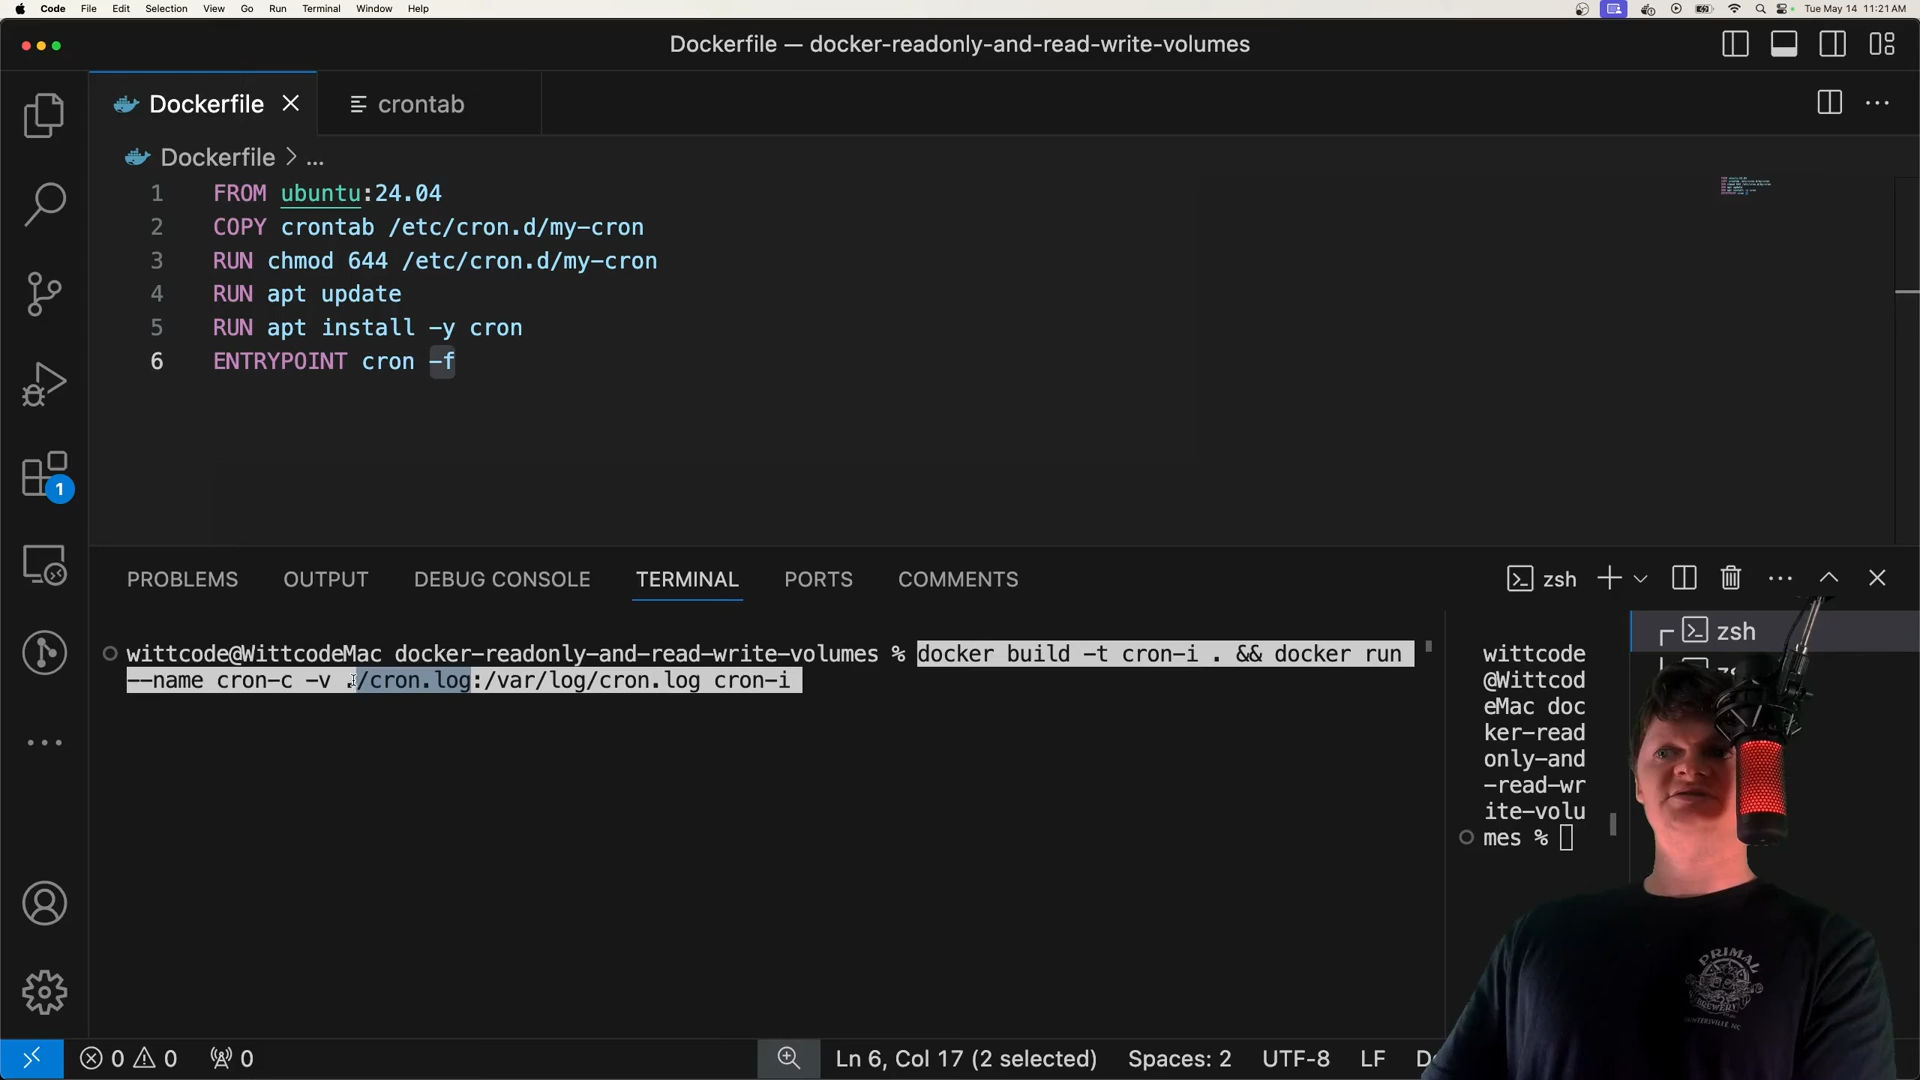 Code File Edit Selection View Go Run Terminal Window Help Tue May 14 11:21 AM
Dockerfile — docker-readonly-and-read-write-volumes
Dockerfile crontab
Dockerfile > ...
1 FROM ubuntu:24.04
2 COPY crontab /etc/cron.d/my-cron
3 RUN chmod 644 /etc/cron.d/my-cron
4 RUN apt update
5 RUN apt install -y cron
6 ENTRYPOINT cron -f
1
PROBLEMS OUTPUT DEBUG CONSOLE TERMINAL PORTS COMMENTS zsh
wittcode@WittcodeMac docker-readonly-and-read-write-volumes % docker build -t cron-i . && docker run
--name cron-c -v ./cron.log:/var/log/cron.log cron-i
wittcode
@Wittcod
eMac doc
ker-read
only-and
-read-wr
ite-volu
mes %
zsh
PRIMAL
BREWERY
HUNTERSVILLE, NC
0 0 0 Ln 6, Col 17 (2 selected) Spaces: 2 UTF-8 LF